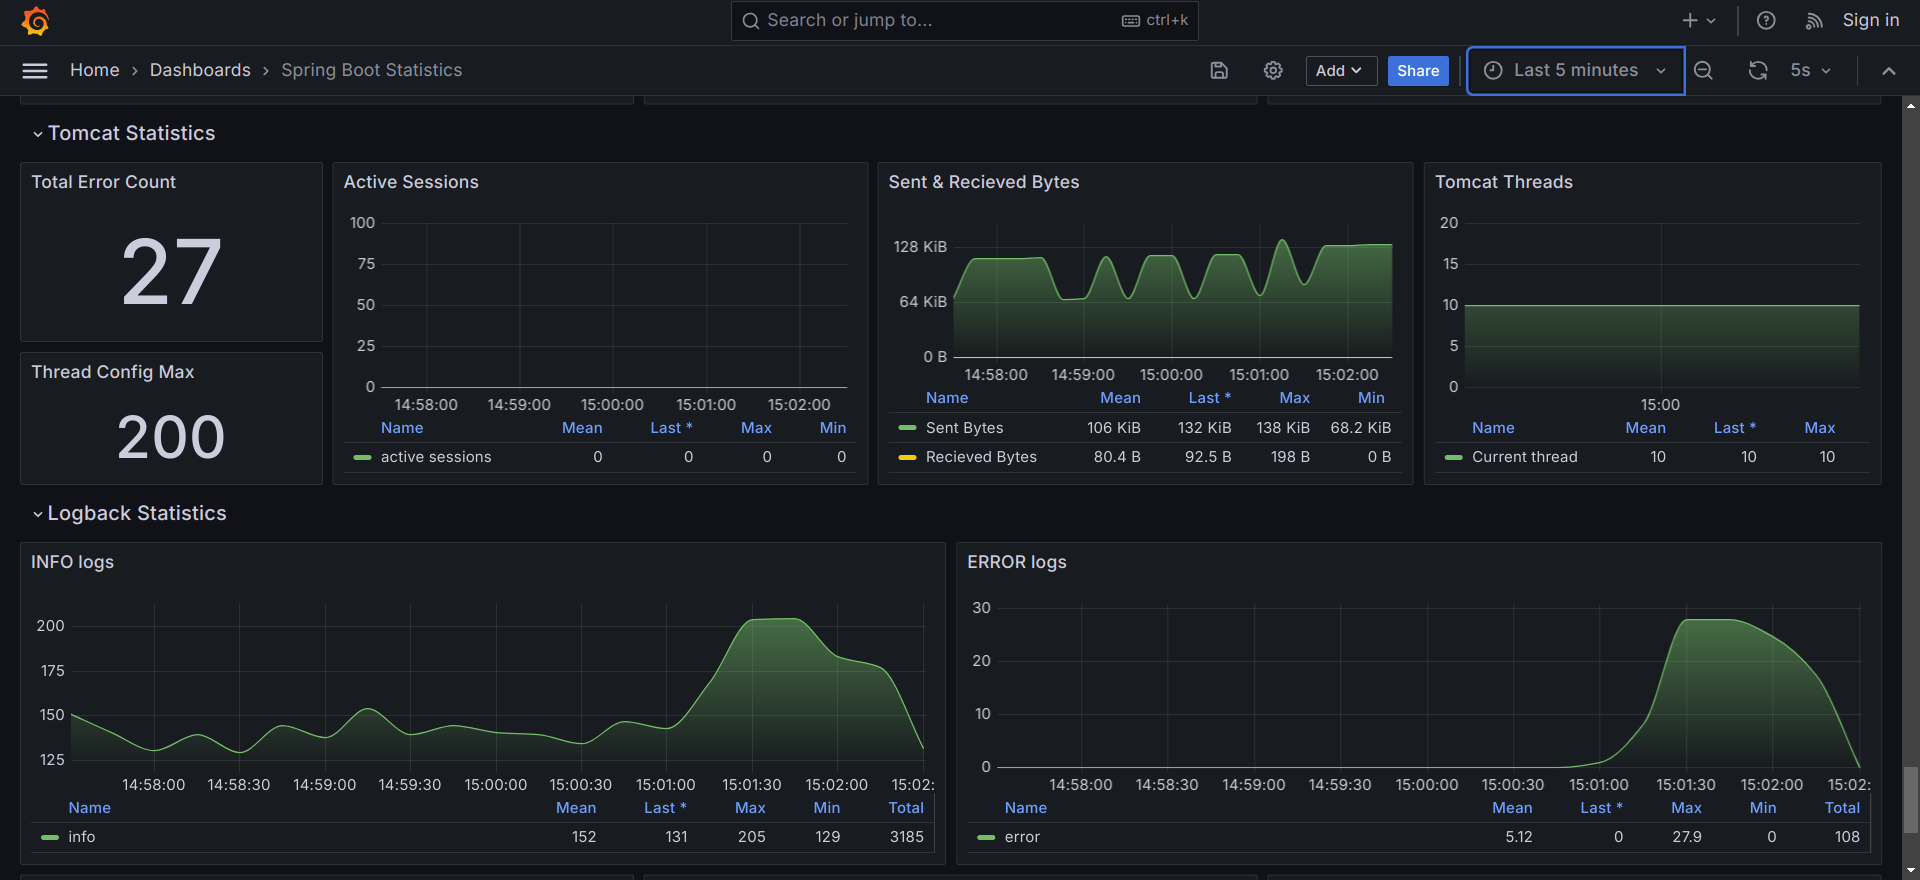 Search or jump to...
ctrl+k
Sign in
Home › Dashboards › Spring Boot Statistics
Add
Share
Last 5 minutes
5s
Tomcat Statistics
Total Error Count
27
Thread Config Max
200
Active Sessions
100
75
50
25
0
14:58:00 14:59:00 15:00:00 15:01:00 15:02:00
Name Mean Last * Max Min
active sessions 0 0 0 0
Sent & Recieved Bytes
128 KiB
64 KiB
0 B
14:58:00 14:59:00 15:00:00 15:01:00 15:02:00
Name Mean Last * Max Min
Sent Bytes 106 KiB 132 KiB 138 KiB 68.2 KiB
Recieved Bytes 80.4 B 92.5 B 198 B 0 B
Tomcat Threads
20
15
10
5
0
15:00
Name Mean Last * Max
Current thread 10 10 10
Logback Statistics
INFO logs
200
175
150
125
14:58:00 14:58:30 14:59:00 14:59:30 15:00:00 15:00:30 15:01:00 15:01:30 15:02:00 15:02:
Name Mean Last * Max Min Total
info 152 131 205 129 3185
ERROR logs
30
20
10
0
14:58:00 14:58:30 14:59:00 14:59:30 15:00:00 15:00:30 15:01:00 15:01:30 15:02:00 15:02:
Name Mean Last * Max Min Total
error 5.12 0 27.9 0 108